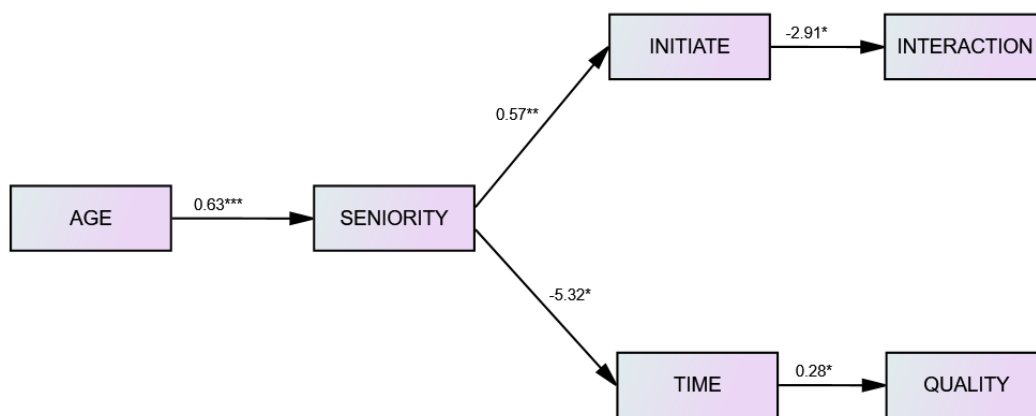 INITIATE
-2.91*
INTERACTION
0.57**
AGE
0.63***
SENIORITY
-5.32*
TIME
0.28*
QUALITY